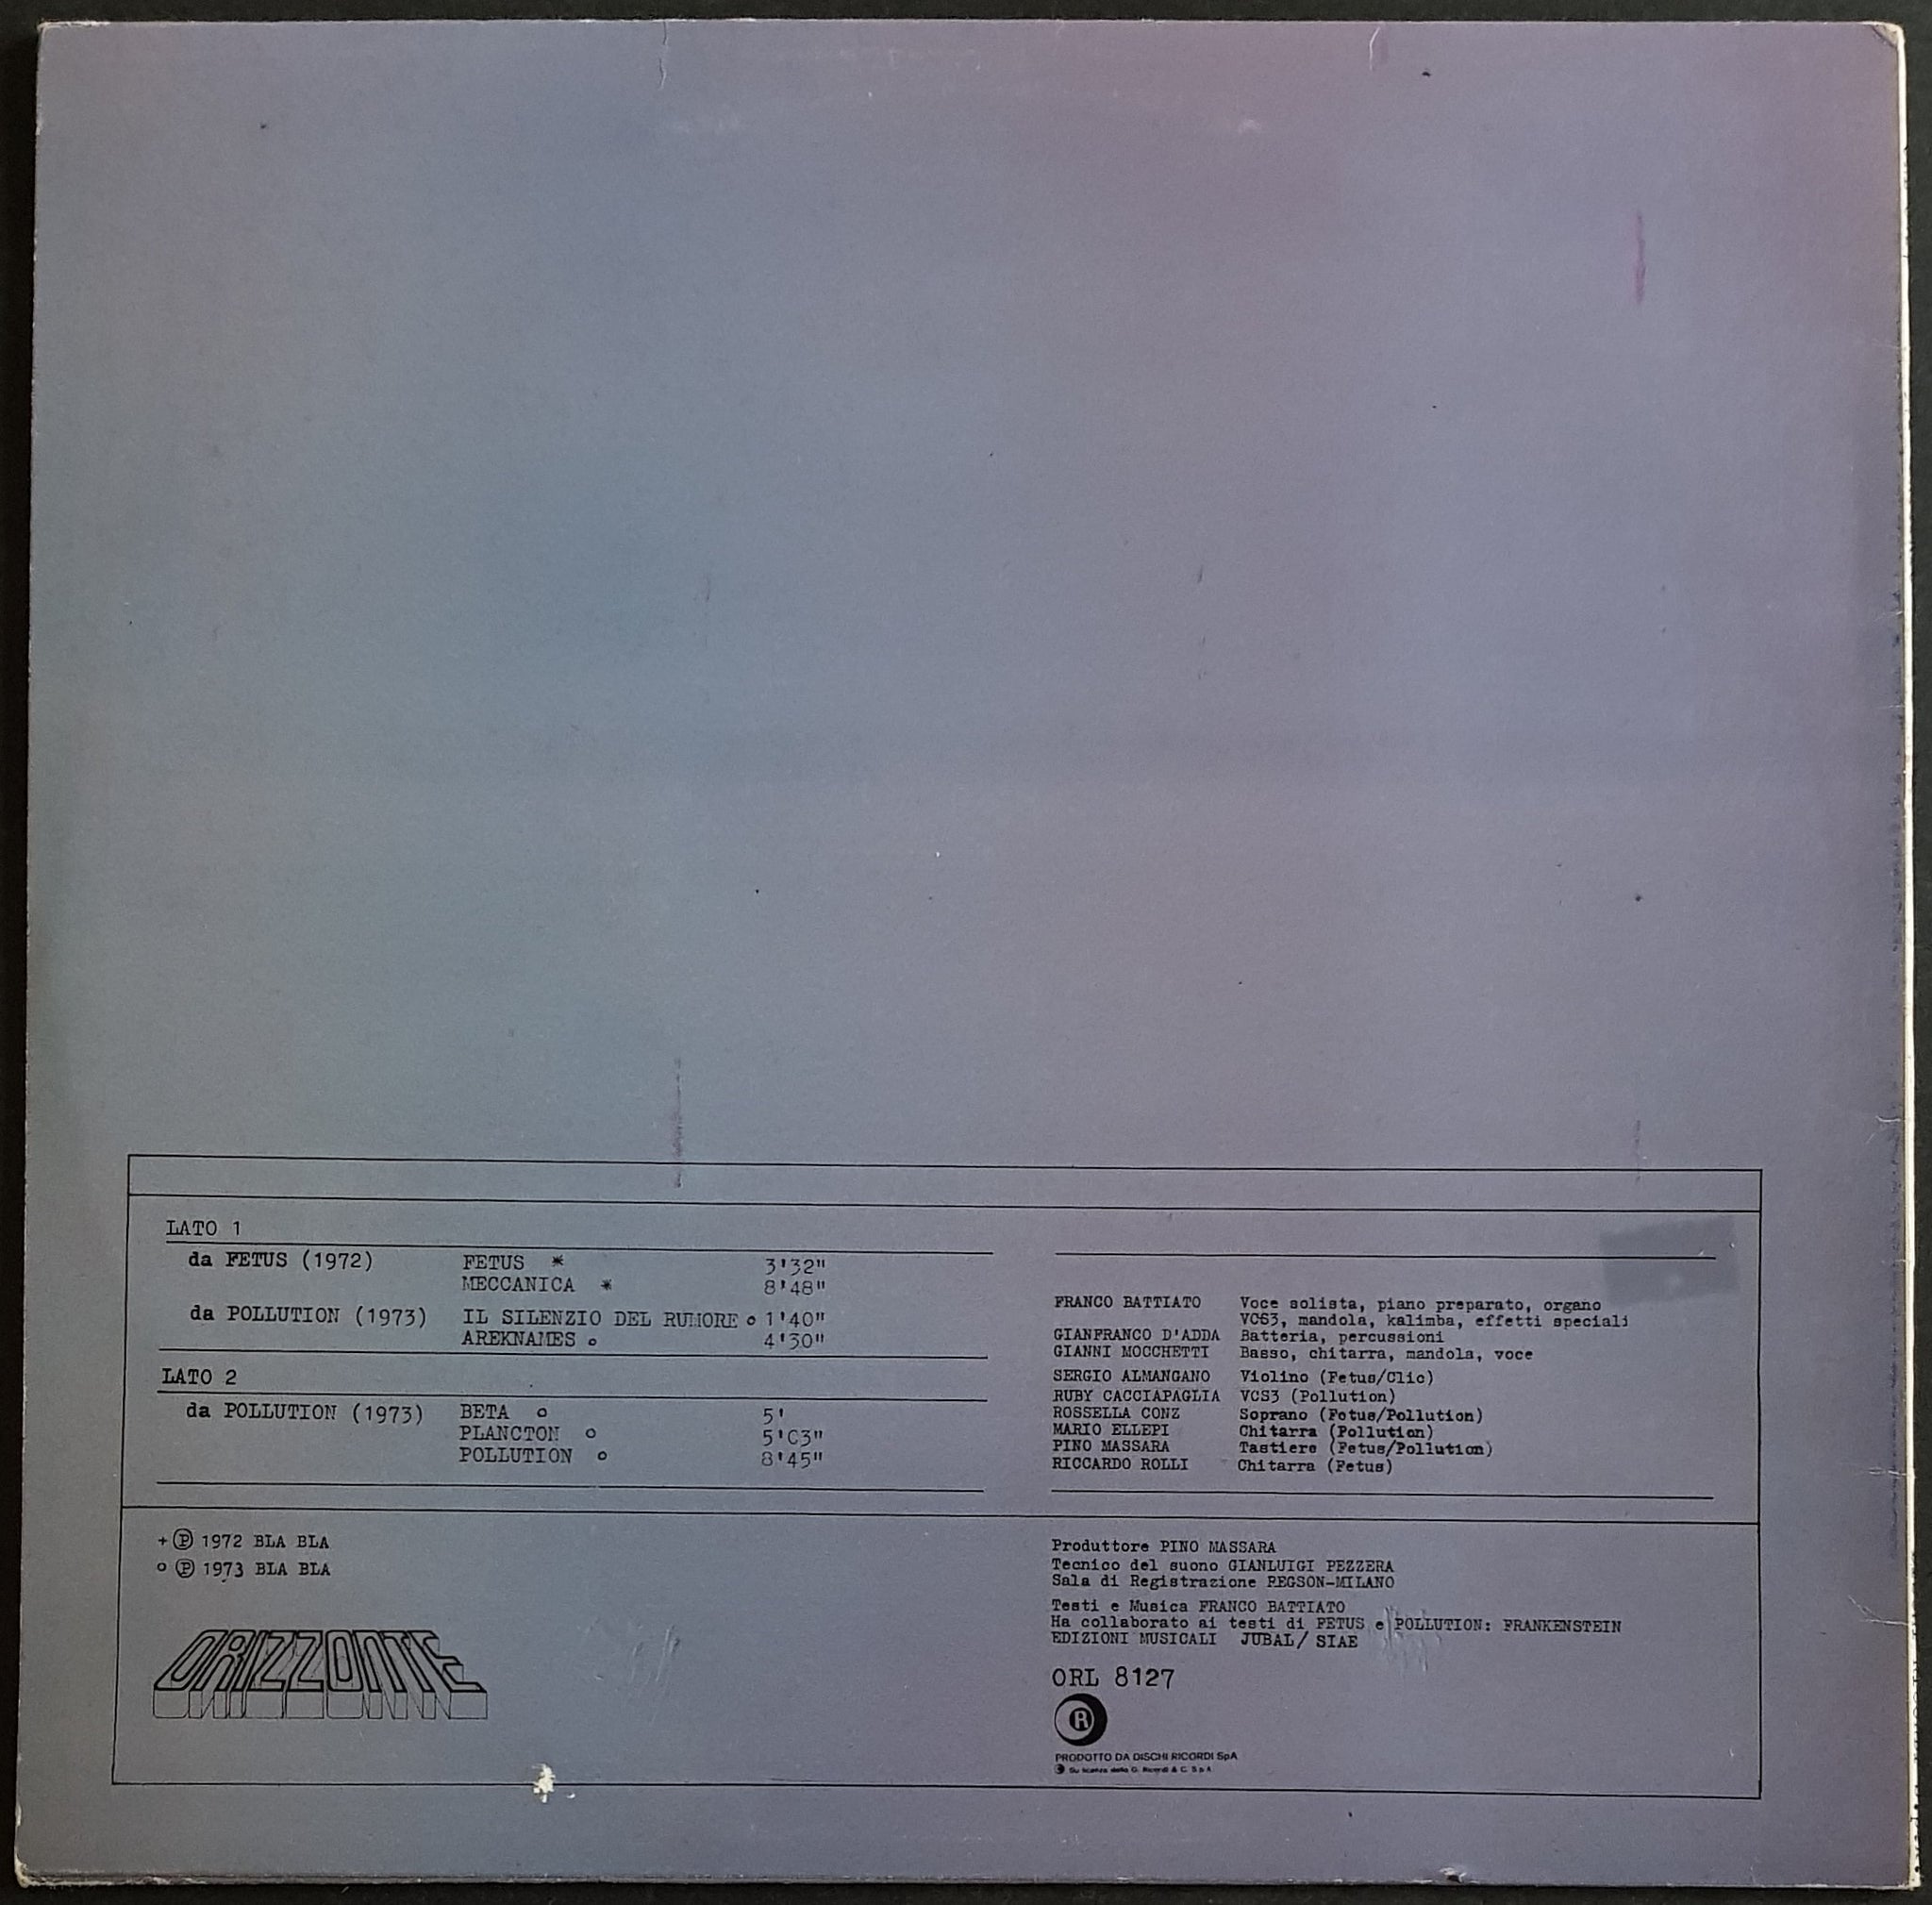 LATO 1
da FETUS (1972) FETUS * 3'32"
MECCANICA * 8'48"
da POLLUTION (1973) IL SILENZIO DEL RUMORE o 1'40"
AREKNAMES o 4'30"
LATO 2
da POLLUTION (1973) BETA o 5'
PLANCTON o 5'03"
POLLUTION o 8'45"
FRANCO BATTIATO Voce solista, piano preparato, organo
VCS3, mandola, kalimba, effetti speciali
GIANFRANCO D'ADDA Batteria, percussioni
GIANNI MOCCHETTI Basso, chitarra, mandola, voce
SERGIO ALMANGANO Violino (Fetus/Clic)
RUBY CACCIAPAGLIA VCS3 (Pollution)
ROSSELLA CONZ Soprano (Fetus/Pollution)
MARIO ELLEPI Chitarra (Pollution)
PINO MASSARA Tastiere (Fetus/Pollution)
RICCARDO ROLLI Chitarra (Fetus)
+ Ⓟ 1972 BLA BLA
o Ⓟ 1973 BLA BLA
ORIZZONTE
Produttore PINO MASSARA
Tecnico del suono GIANLUIGI PEZZERA
Sala di Registrazione REGSON-MILANO
Testi e Musica FRANCO BATTIATO
Ha collaborato ai testi di FETUS e POLLUTION: FRANKENSTEIN
EDIZIONI MUSICALI JUBAL/ SIAE
ORL 8127
R
PRODOTTO DA DISCHI RICORDI SpA
Su licenza della G. Ricordi & C. S.p.A.